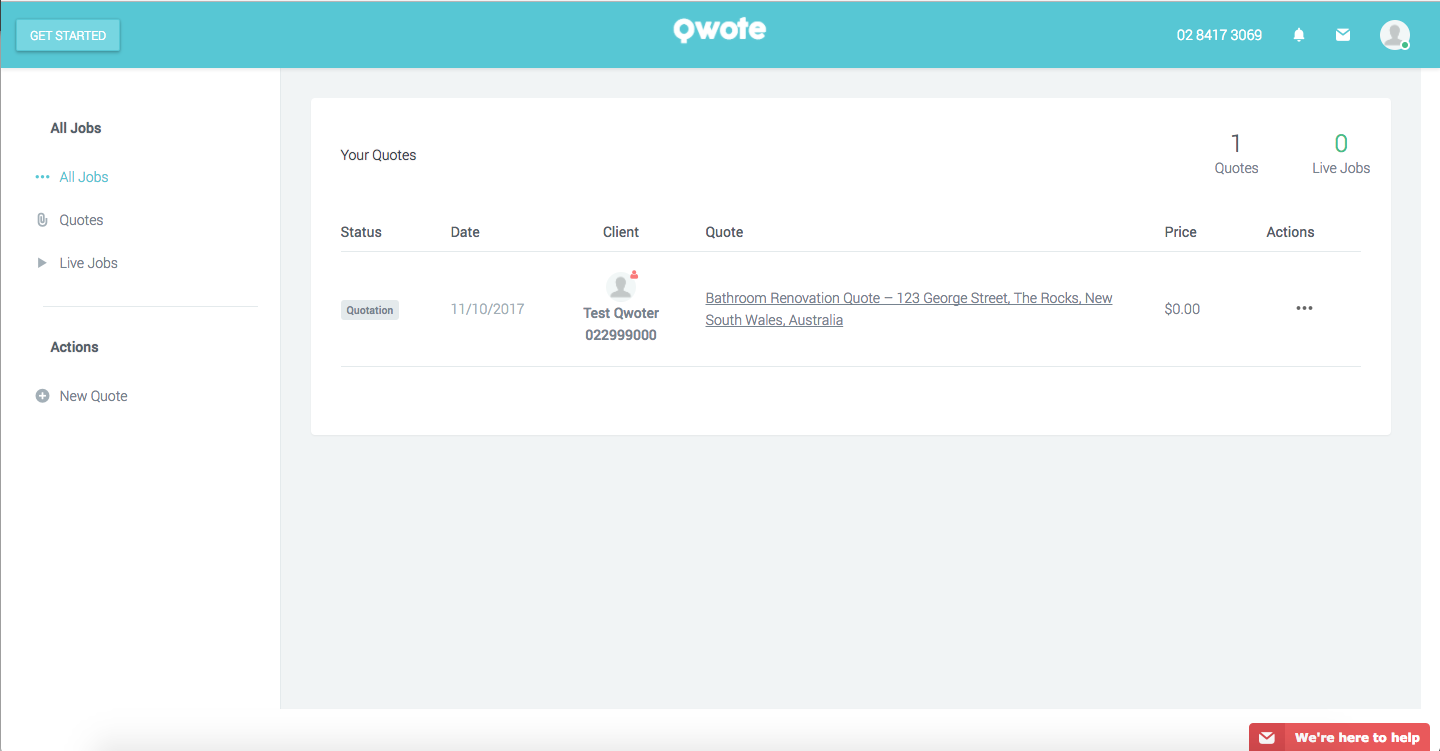 GET STARTED
Qwote
02 8417 3069
All Jobs
All Jobs
Quotes
Live Jobs
Actions
New Quote
Your Quotes
1
Quotes
0
Live Jobs
Status Date Client Quote Price Actions
Quotation
11/10/2017
Test Qwoter
022999000
Bathroom Renovation Quote – 123 George Street, The Rocks, New
South Wales, Australia
$0.00
We're here to help